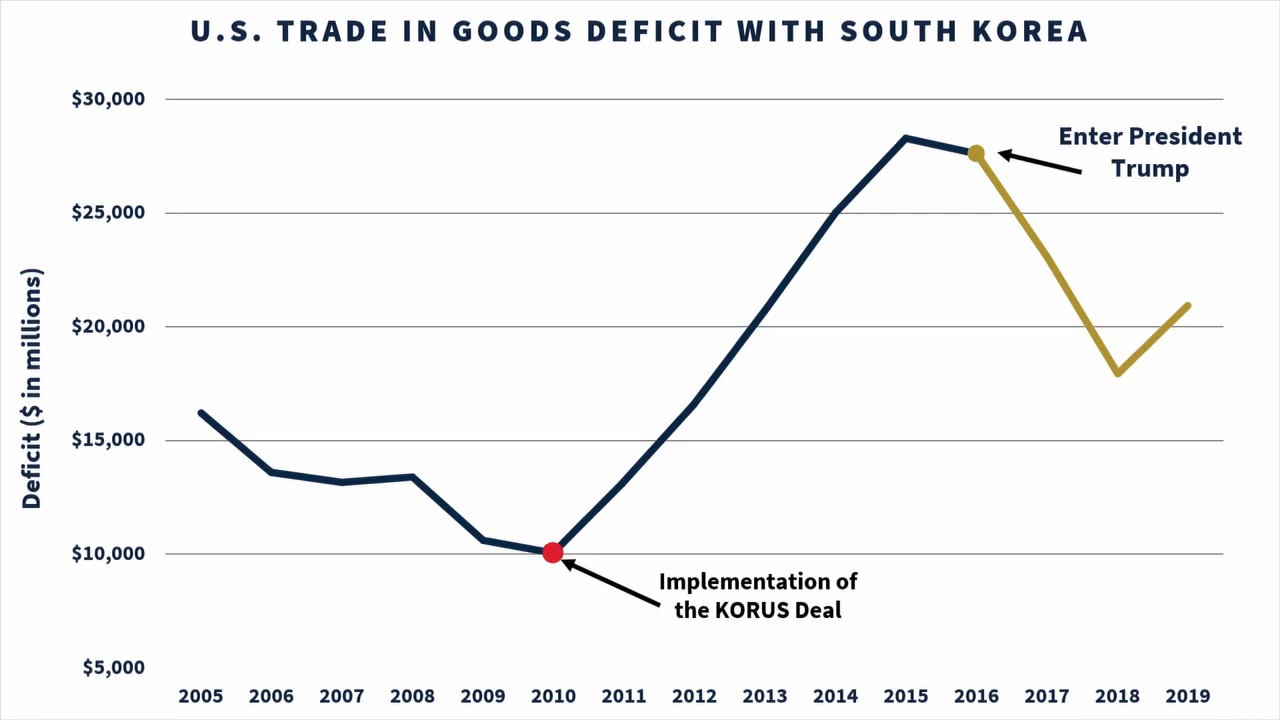 U.S. TRADE IN GOODS DEFICIT WITH SOUTH KOREA
$30,000
Enter President
Trump
$25,000
Deficit ($ in millions)
$20,000
$15,000
$10,000
Implementation of
the KORUS Deal
$5,000
2005 2006 2007 2008 2009 2010 2011 2012 2013 2014 2015 2016 2017 2018 2019